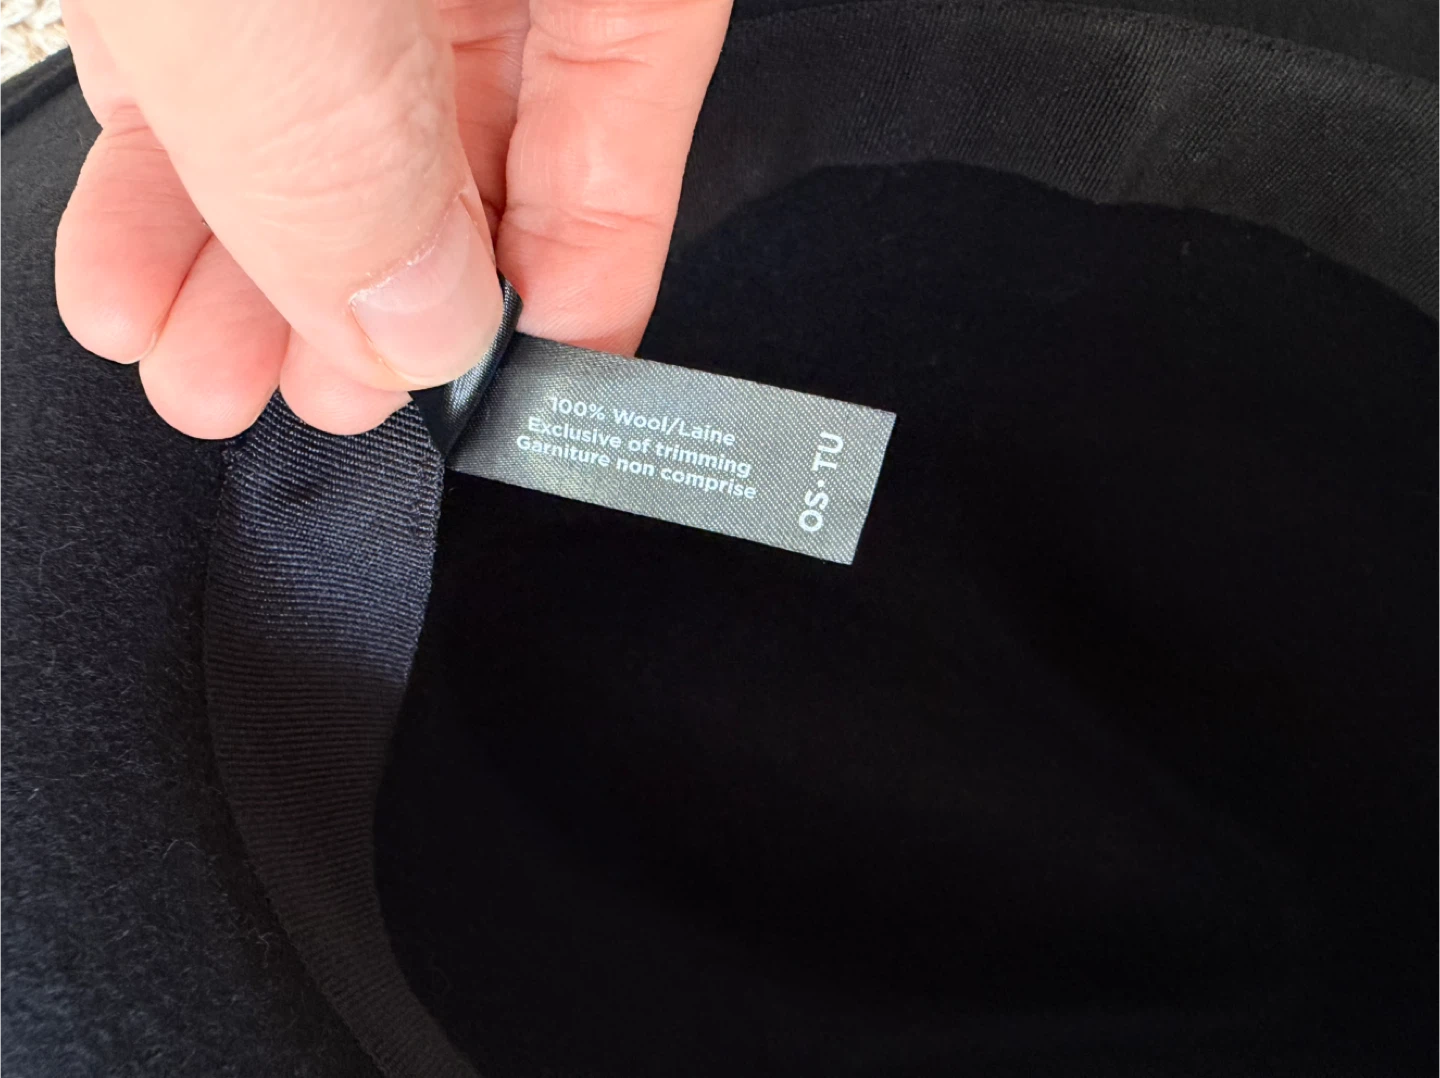 100% Wool/Laine
Exclusive of trimming
Garniture non comprise
OS•TU